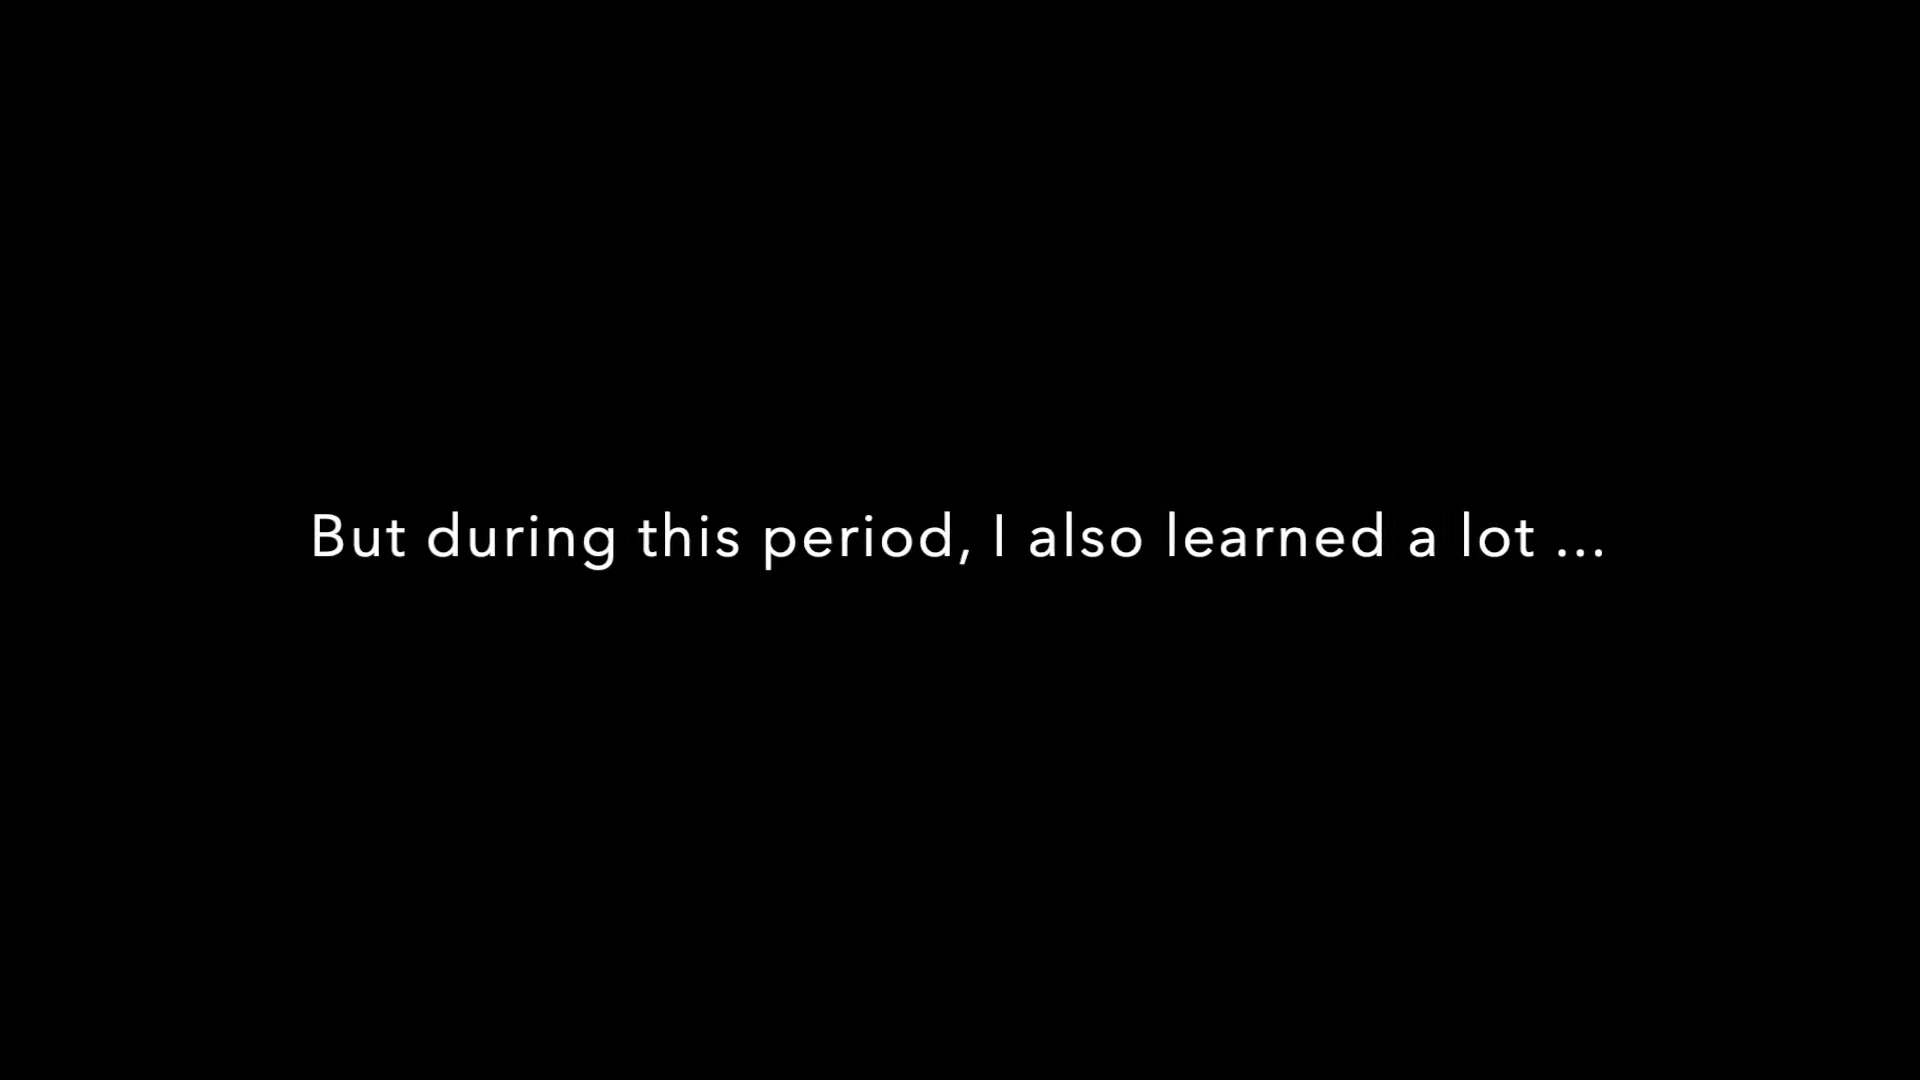 But during this period, I also learned a lot ...